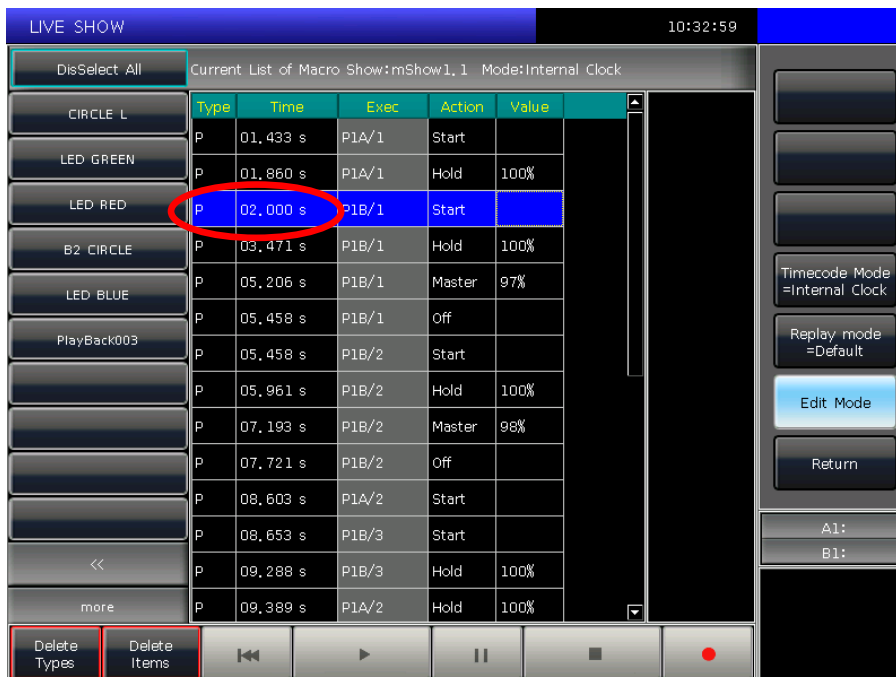 LIVE SHOW
10:32:59
DisSelect All
Current List of Macro Show:mShow1.1 Mode:Internal Clock
CIRCLE L
LED GREEN
LED RED
B2 CIRCLE
LED BLUE
PlayBack003
<<
more
Type Time Exec Action Value
P 01.433 s P1A/1 Start
P 01.860 s P1A/1 Hold 100%
P 02.000 s P1B/1 Start
P 03.471 s P1B/1 Hold 100%
P 05.206 s P1B/1 Master 97%
P 05.458 s P1B/1 Off
P 05.458 s P1B/2 Start
P 05.961 s P1B/2 Hold 100%
P 07.193 s P1B/2 Master 98%
P 07.721 s P1B/2 Off
P 08.603 s P1A/2 Start
P 08.653 s P1B/3 Start
P 09.288 s P1B/3 Hold 100%
P 09.389 s P1A/2 Hold 100%
Timecode Mode
=Internal Clock
Replay mode
=Default
Edit Mode
Return
A1:
B1:
Delete
Types
Delete
Items